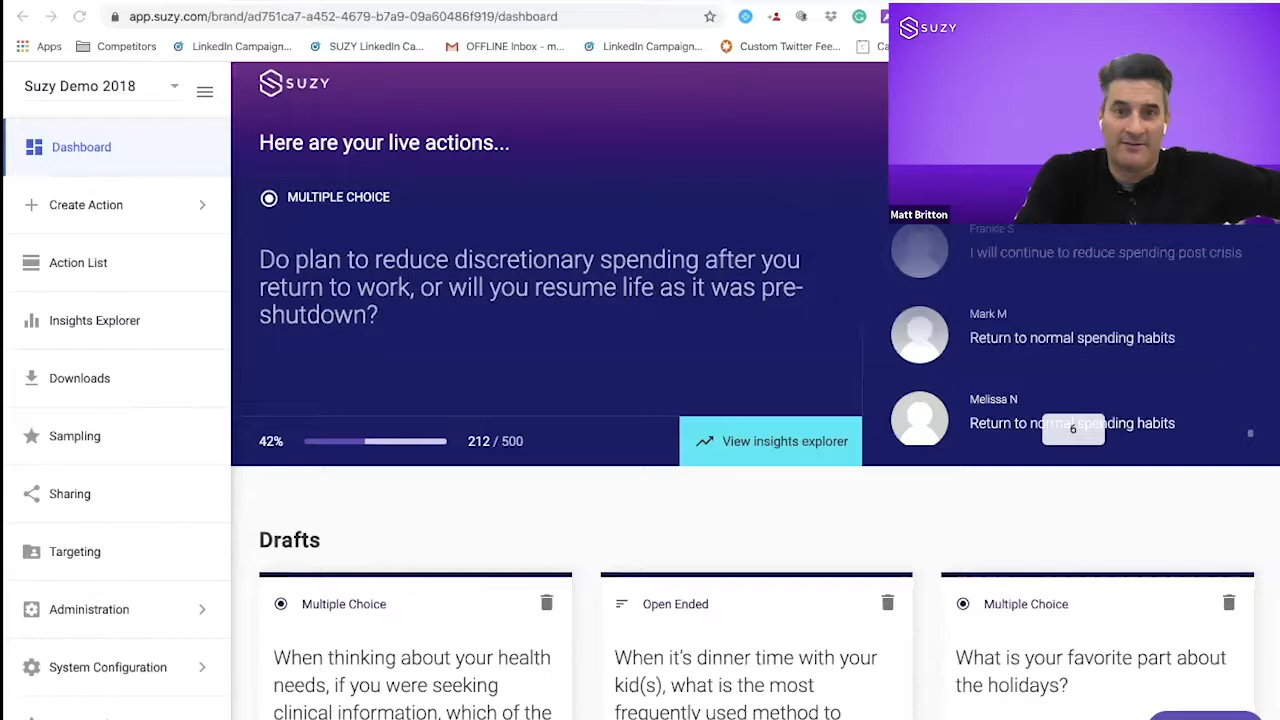 app.suzy.com/brand/ad751ca7-a452-4679-b7a9-09a60486f919/dashboard
Apps
Competitors
LinkedIn Campaign...
SUZY LinkedIn Ca...
OFFLINE Inbox - m...
LinkedIn Campaign...
Custom Twitter Fee...
Ca
SUZY
Matt Britton
Suzy Demo 2018
Dashboard
Create Action
Action List
Insights Explorer
Downloads
Sampling
Sharing
Targeting
Administration
System Configuration
SUZY
Here are your live actions...
MULTIPLE CHOICE
Do plan to reduce discretionary spending after you
return to work, or will you resume life as it was pre-
shutdown?
42%
212 / 500
View insights explorer
Frankie S
I will continue to reduce spending post crisis
Mark M
Return to normal spending habits
Melissa N
Return to normal spending habits
6
Drafts
Multiple Choice
When thinking about your health
needs, if you were seeking
clinical information, which of the
Open Ended
When it's dinner time with your
kid(s), what is the most
frequently used method to
Multiple Choice
What is your favorite part about
the holidays?